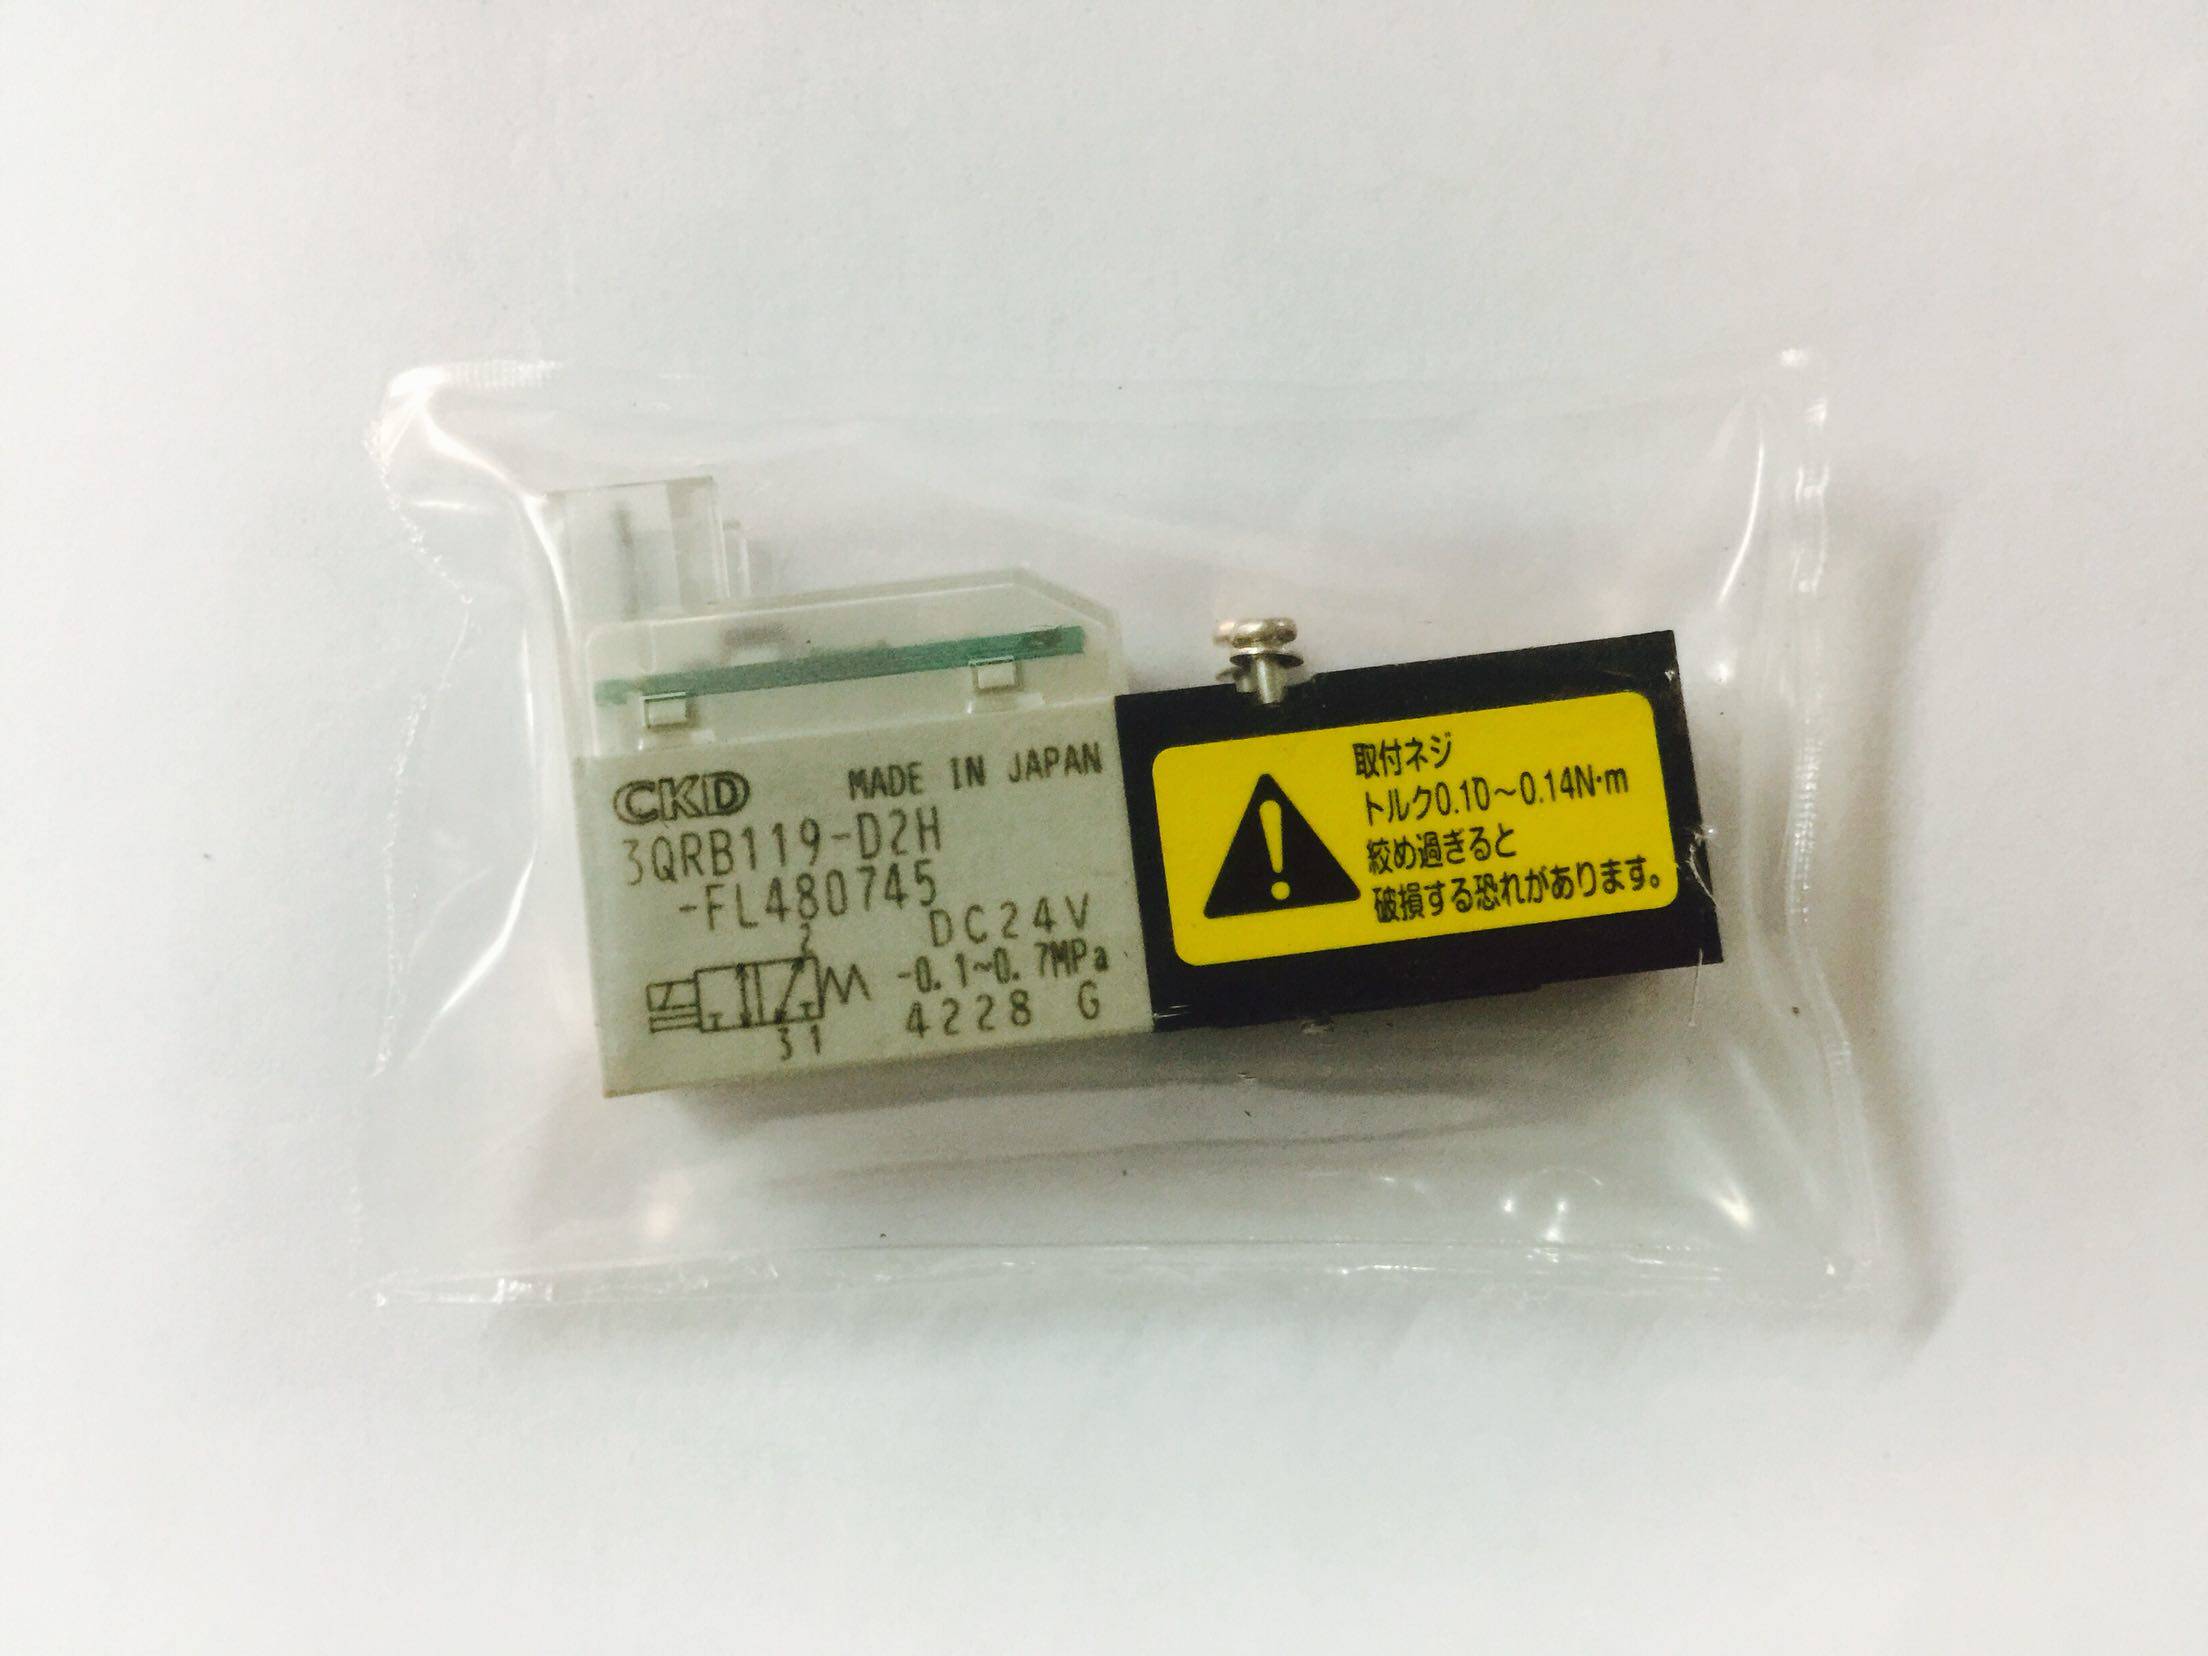 CKD MADE IN JAPAN
3QRB119-D2H
-FL480745
DC24V
-0.1~0.7MPa
4228 G
2
3 1
取付ネジ
トルク0.10～0.14N·m
絞め過ぎると
破損する恐れがあります。